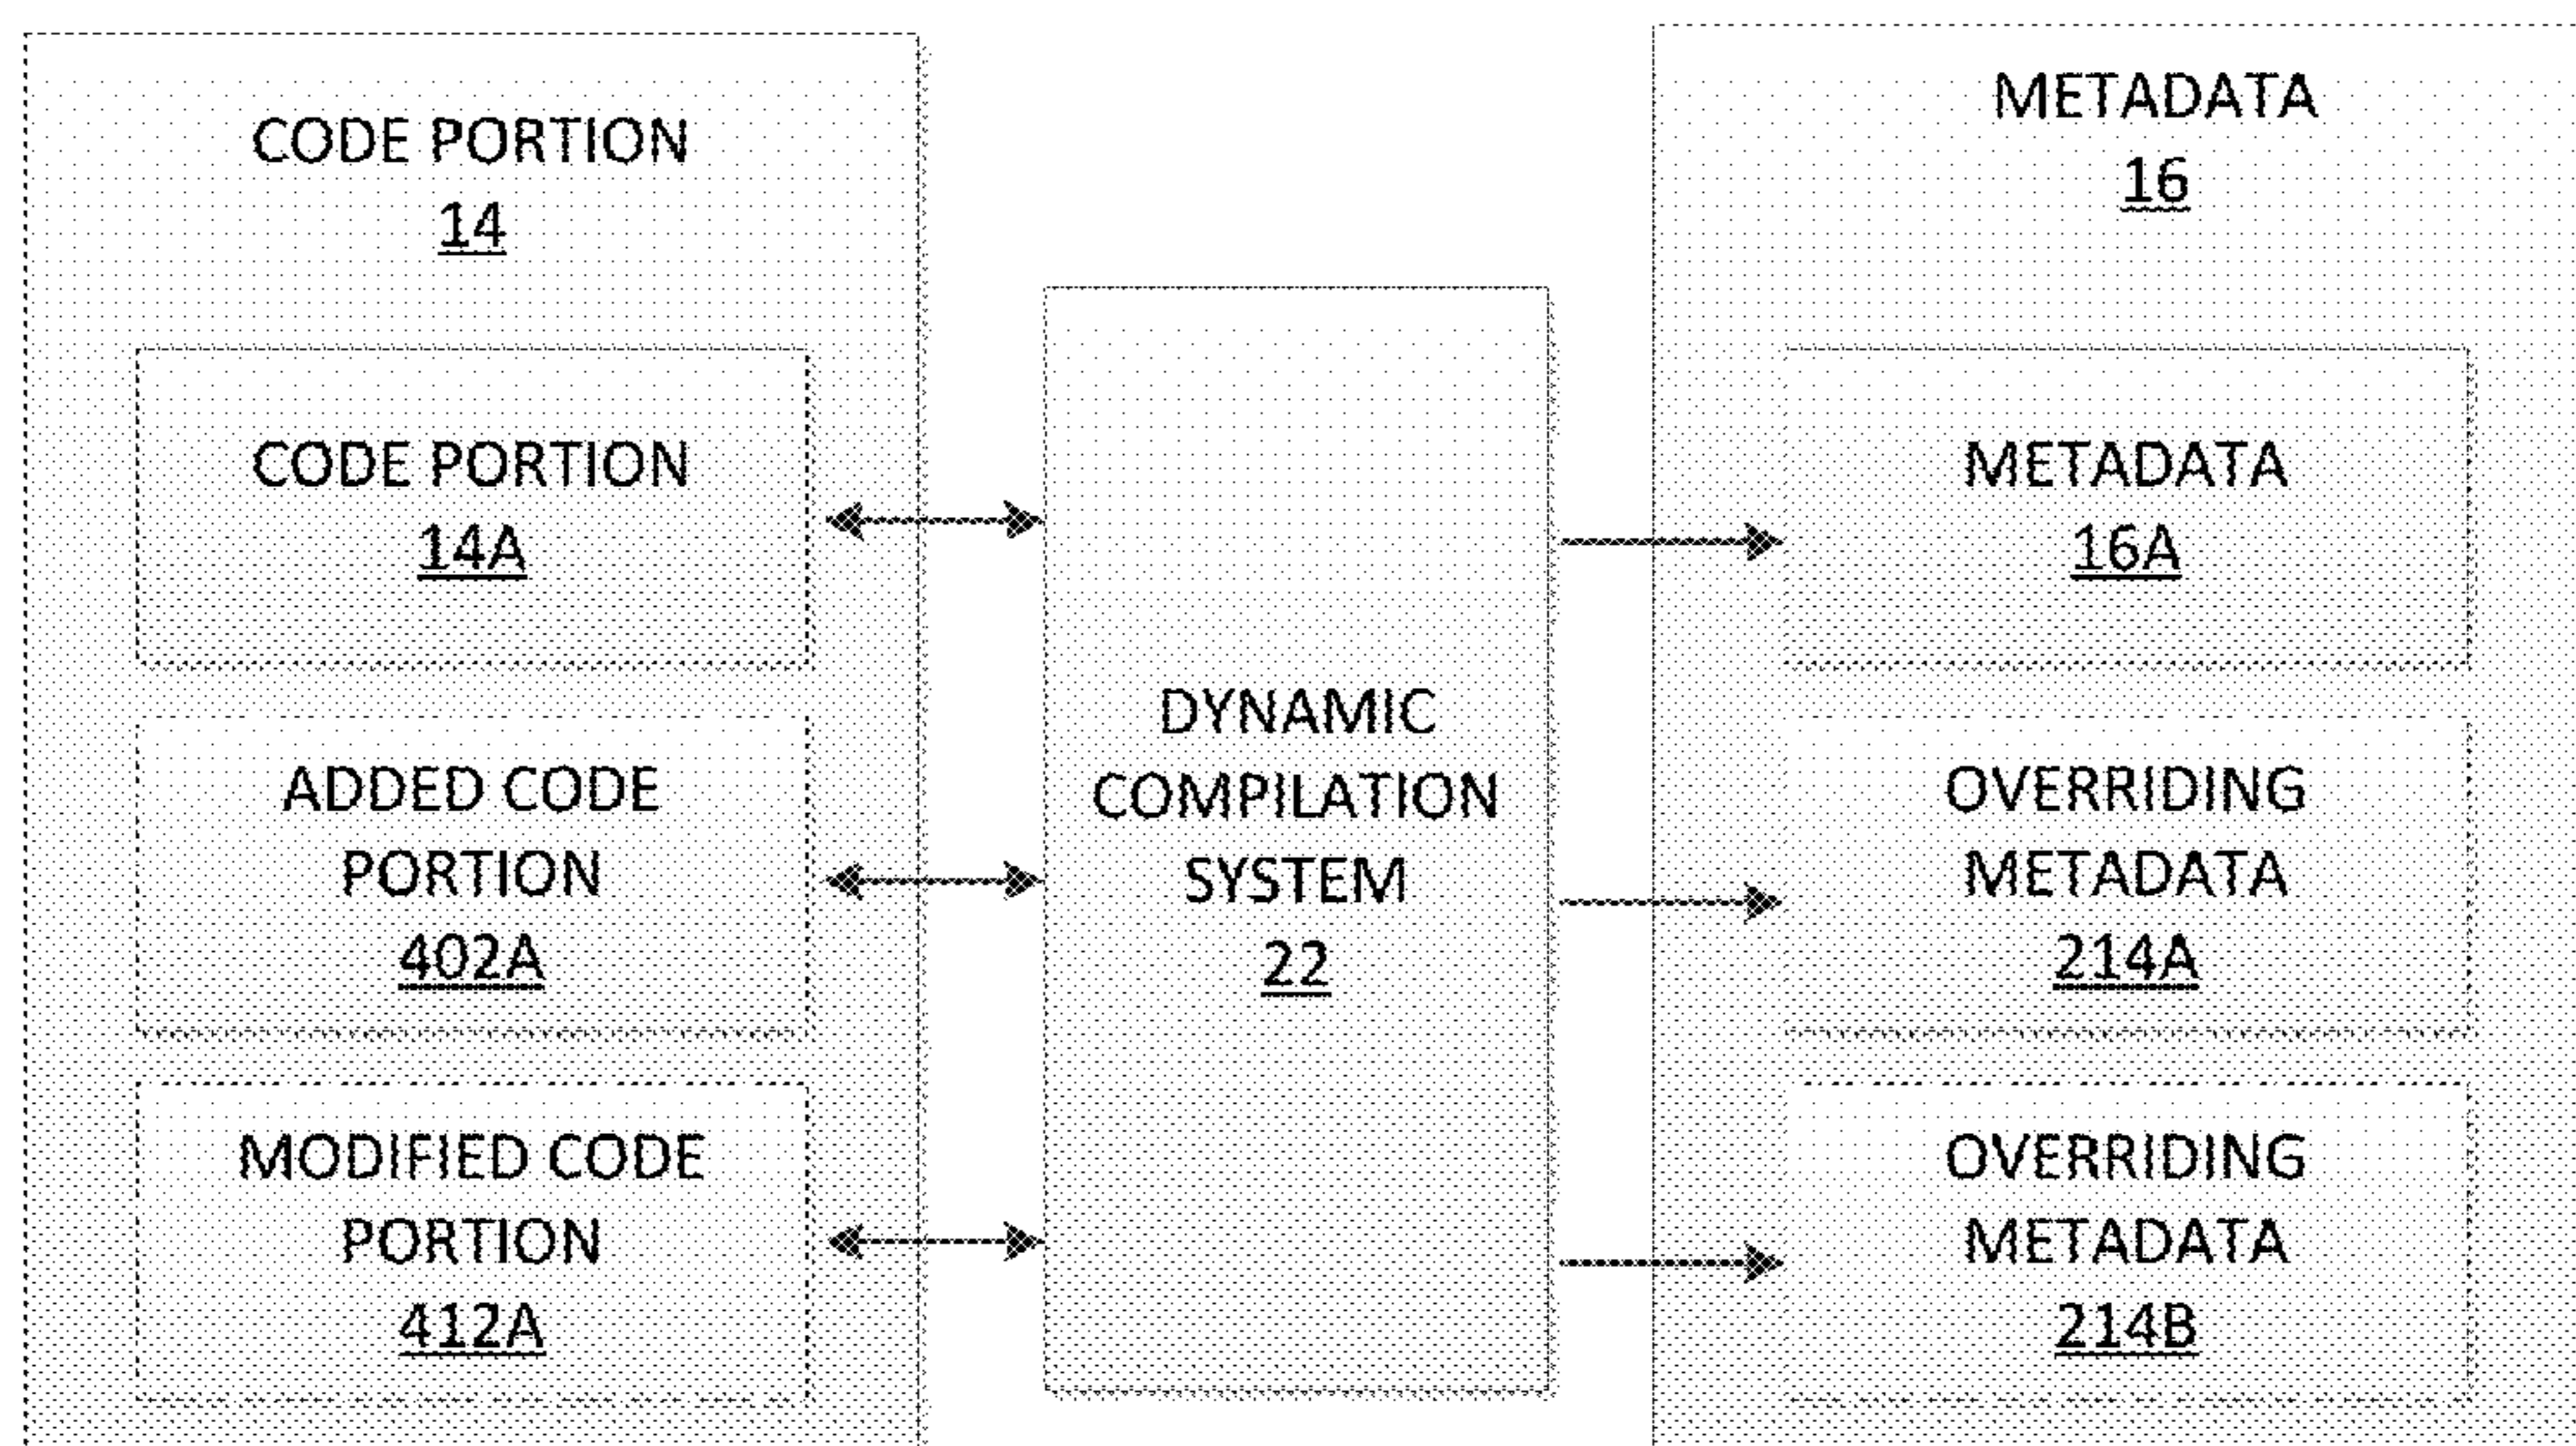 CODE PORTION
14
CODE PORTION
14A
ADDED CODE
PORTION
402A
MODIFIED CODE
PORTION
412A
DYNAMIC
COMPILATION
SYSTEM
22
METADATA
16
METADATA
16A
OVERRIDING
METADATA
214A
OVERRIDING
METADATA
214B